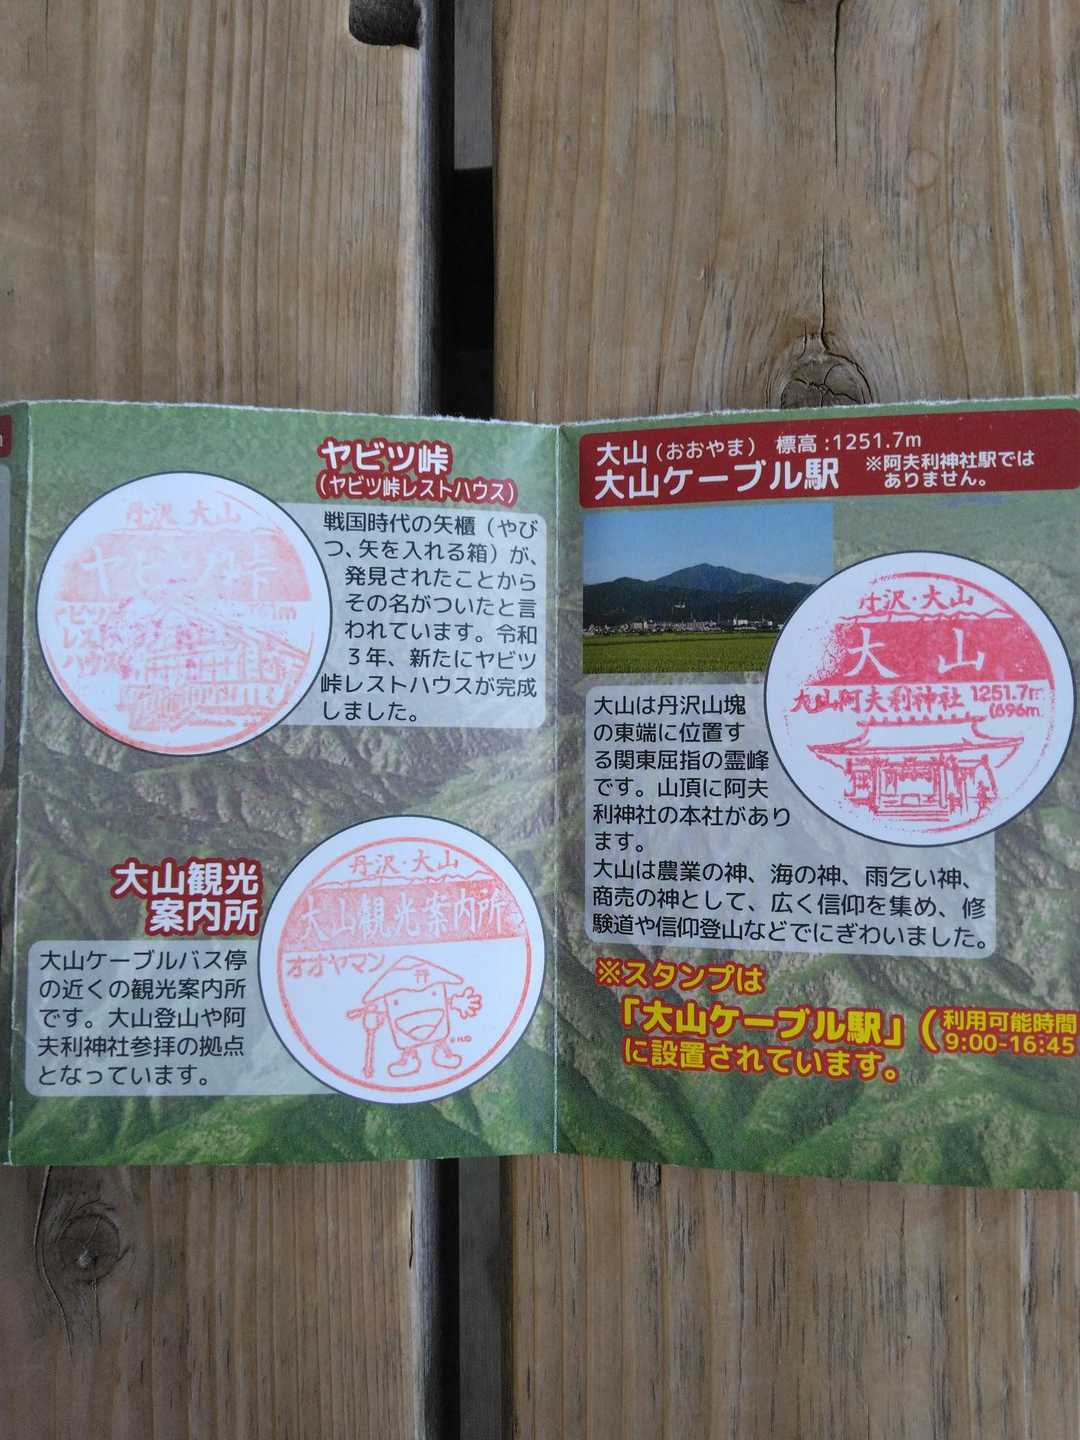 ヤビツ峠
(ヤビツ峠レストハウス)
戦国時代の矢櫃（やび
つ、矢を入れる箱）が、
発見されたことから
その名がついたと言
われています。令和
３年、新たにヤビツ
峠レストハウスが完成
しました。
丹沢 大山
ヤビツ峠
ヤビツ峠
レスト
ハウス
大山観光
案内所
大山ケーブルバス停
の近くの観光案内所
です。大山登山や阿
夫利神社参拝の拠点
となっています。
丹沢・大山
大山観光案内所
オオヤマン
大山（おおやま） 標高:1251.7m
大山ケーブル駅 ※阿夫利神社駅では
ありません。
丹沢・大山
大山
大山阿夫利神社 1251.7m
(696m
大山は丹沢山塊
の東端に位置す
る関東屈指の霊峰
です。山頂に阿夫
利神社の本社があり
ます。
大山は農業の神、海の神、雨乞い神、
商売の神として、広く信仰を集め、修
験道や信仰登山などでにぎわいました。
※スタンプは
「大山ケーブル駅」(利用可能時間
9:00-16:45
に設置されています。